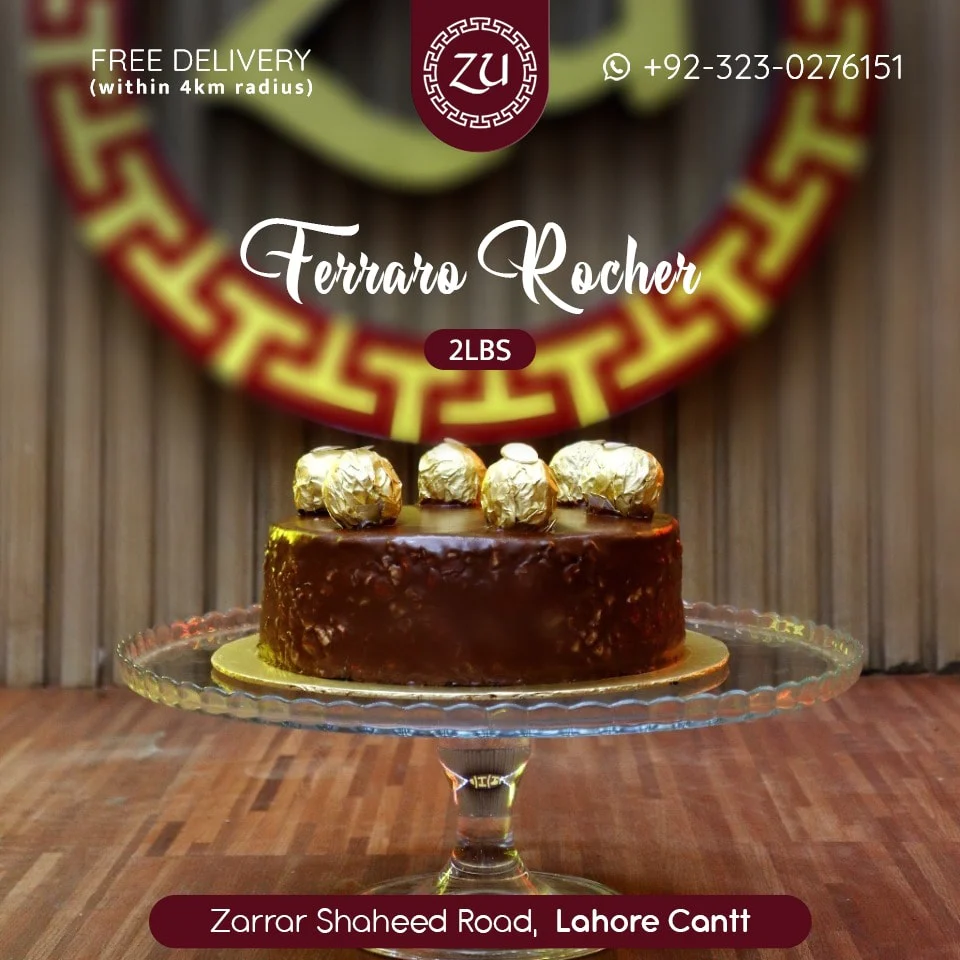 FREE DELIVERY
(within 4km radius)
ZU
+92-323-0276151
Ferraro Rocher
2LBS
Zarrar Shaheed Road, Lahore Cantt